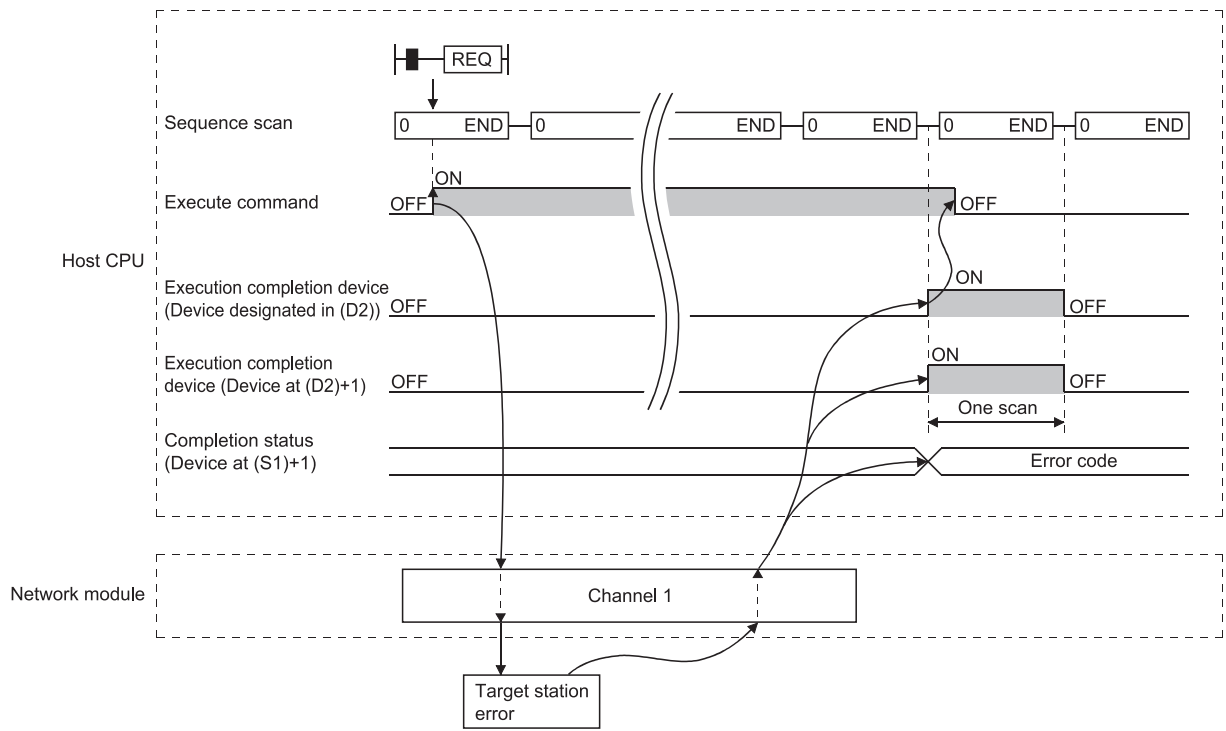 REQ
Sequence scan
0 END 0 END 0 END 0 END 0 END
ON
Execute command
OFF OFF
Host CPU
Execution completion device
(Device designated in (D2))
ON
OFF OFF
Execution completion
device (Device at (D2)+1)
ON
OFF OFF
One scan
Completion status
(Device at (S1)+1)
Error code
Network module
Channel 1
Target station
error